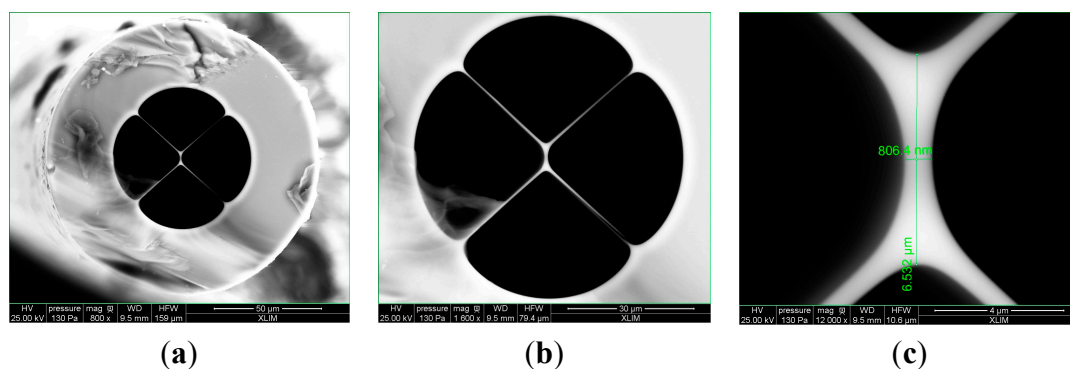 806.4 nm
6.532 µm
HV pressure mag WD HFW 50 µm
25.00 kV 130 Pa 800 x 9.5 mm 159 µm XLIM
HV pressure mag WD HFW 30 µm
25.00 kV 130 Pa 1 600 x 9.5 mm 79.4 µm XLIM
HV pressure mag WD HFW 4 µm
25.00 kV 130 Pa 12 000 x 9.5 mm 10.6 µm XLIM
(a)
(b)
(c)